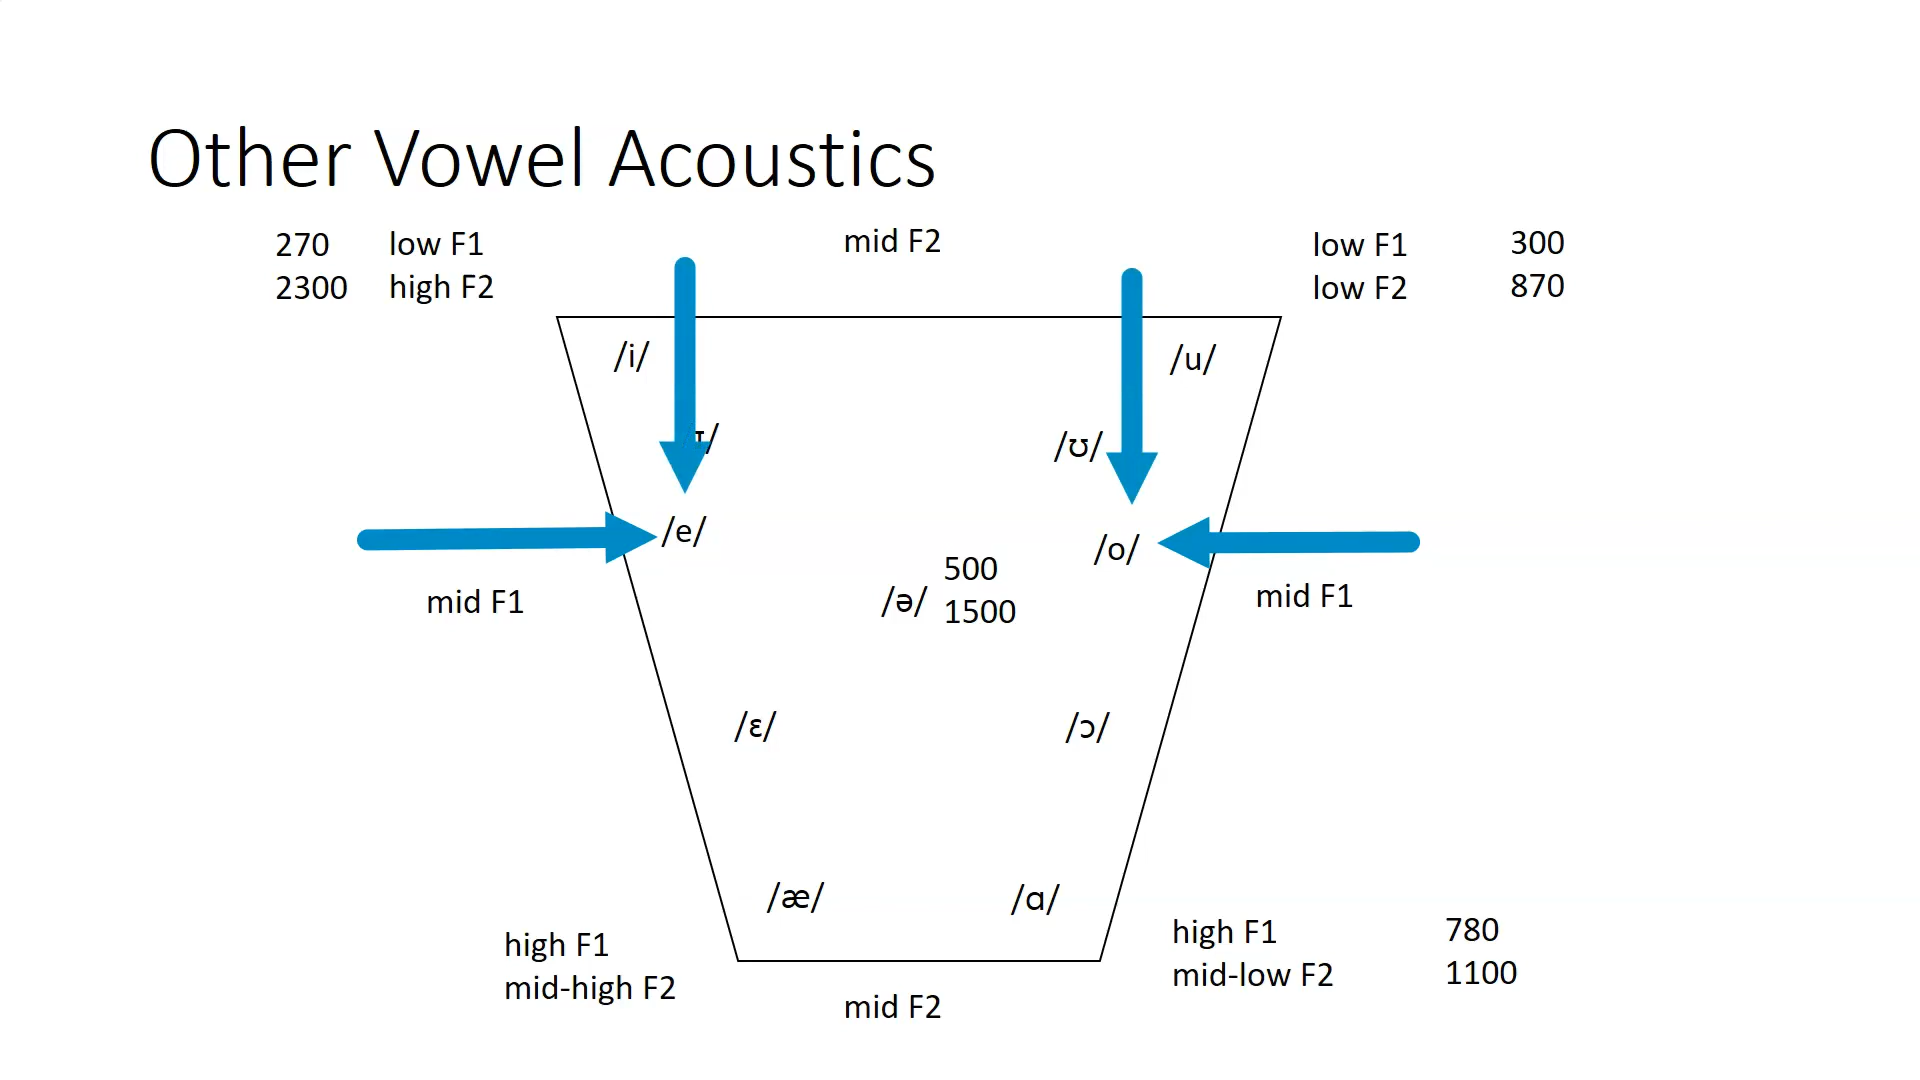 Other Vowel Acoustics
270 low F1
2300 high F2
mid F2
low F1 300
low F2 870
/i/
/u/
/ʊ/
/e/
/o/
mid F1
500
/ə/ 1500
mid F1
/ɛ/
/ɔ/
/æ/
/ɑ/
high F1
mid-high F2
mid F2
high F1 780
mid-low F2 1100